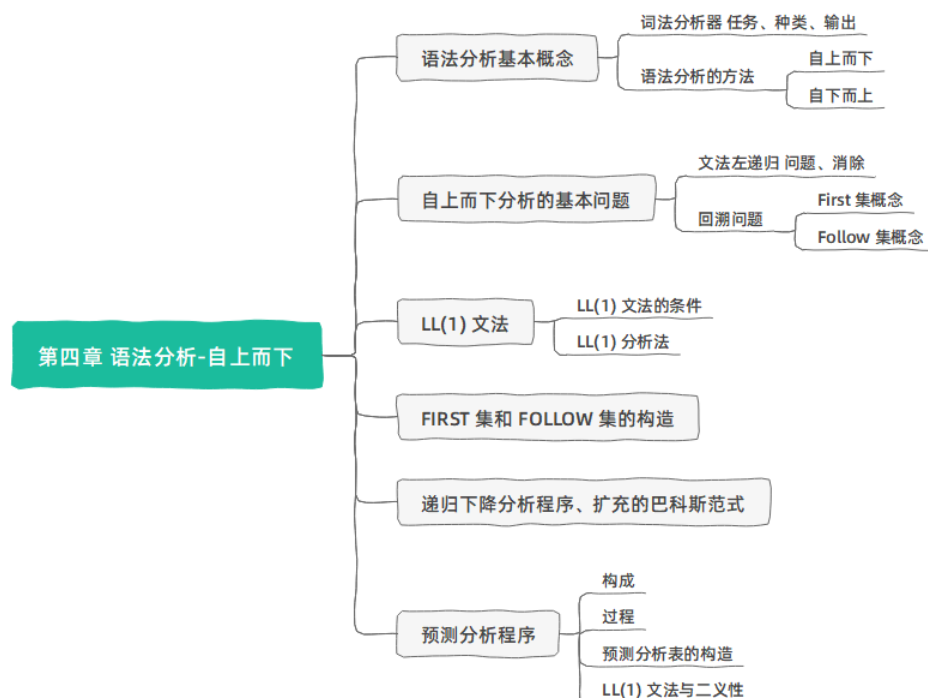 第四章 语法分析-自上而下
语法分析基本概念
词法分析器 任务、种类、输出
语法分析的方法
自上而下
自下而上
自上而下分析的基本问题
文法左递归 问题、消除
回溯问题
First 集概念
Follow 集概念
LL(1) 文法
LL(1) 文法的条件
LL(1) 分析法
FIRST 集和 FOLLOW 集的构造
递归下降分析程序、扩充的巴科斯范式
预测分析程序
构成
过程
预测分析表的构造
LL(1) 文法与二义性